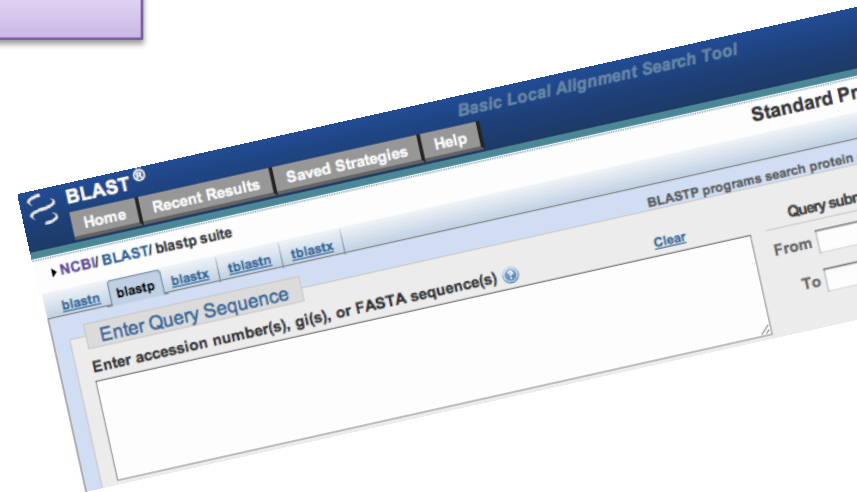 Basic Local Alignment Search Tool
BLAST ®
Home Recent Results Saved Strategies Help
Standard Pr
▸ NCBI/ BLAST/ blastp suite
BLASTP programs search protein
blastn blastp blastx tblastn tblastx
Enter Query Sequence
Enter accession number(s), gi(s), or FASTA sequence(s)
Clear
Query subr
From
To